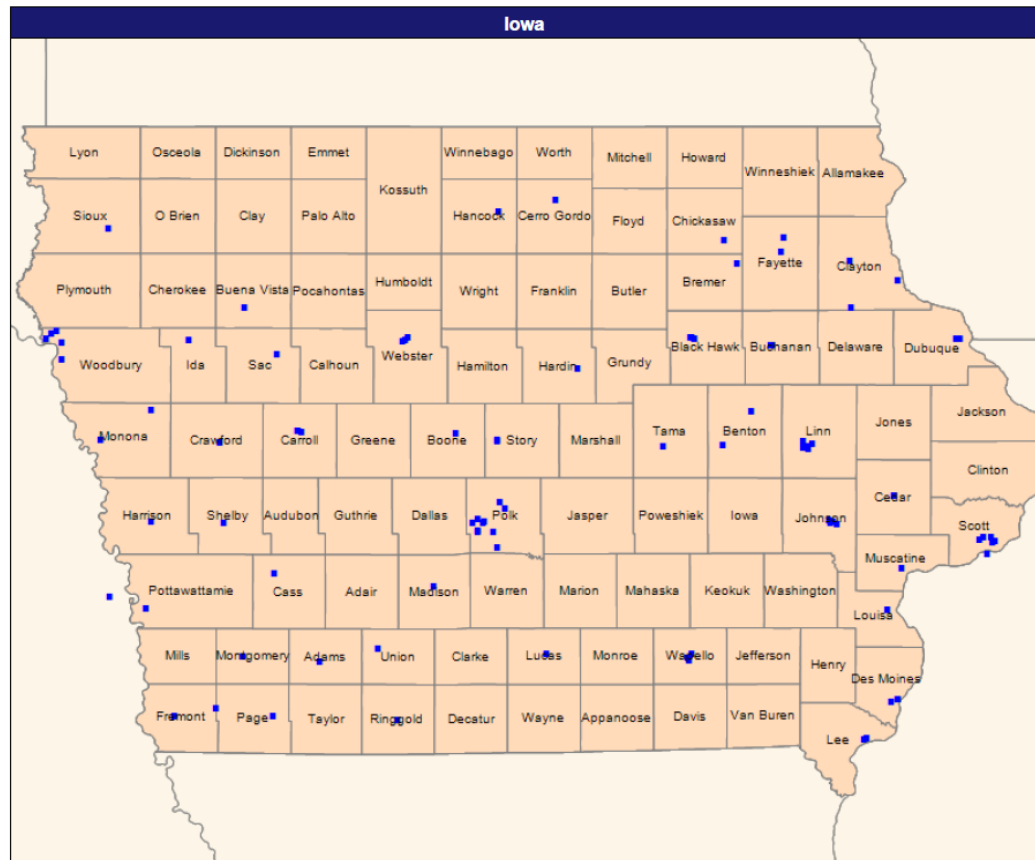 Iowa
Lyon Osceola Dickinson Emmet Winnebago Worth Mitchell Howard
Winneshiek Allamakee
Kossuth
Sioux O Brien Clay Palo Alto Hancock Cerro Gordo Floyd Chickasaw
Fayette Clayton
Plymouth Cherokee Buena Vista Pocahontas Humboldt Wright Franklin Butler Bremer
Woodbury Ida Sac Calhoun Webster Hamilton Hardin Grundy Black Hawk Buchanan Delaware Dubuque
Jackson
Monona Crawford Carroll Greene Boone Story Marshall Tama Benton Linn Jones
Clinton
Cedar
Harrison Shelby Audubon Guthrie Dallas Polk Jasper Poweshiek Iowa Johnson Scott
Muscatine
Pottawattamie Cass Adair Madison Warren Marion Mahaska Keokuk Washington
Louisa
Mills Montgomery Adams Union Clarke Lucas Monroe Wapello Jefferson Henry
Des Moines
Fremont Page Taylor Ringgold Decatur Wayne Appanoose Davis Van Buren
Lee